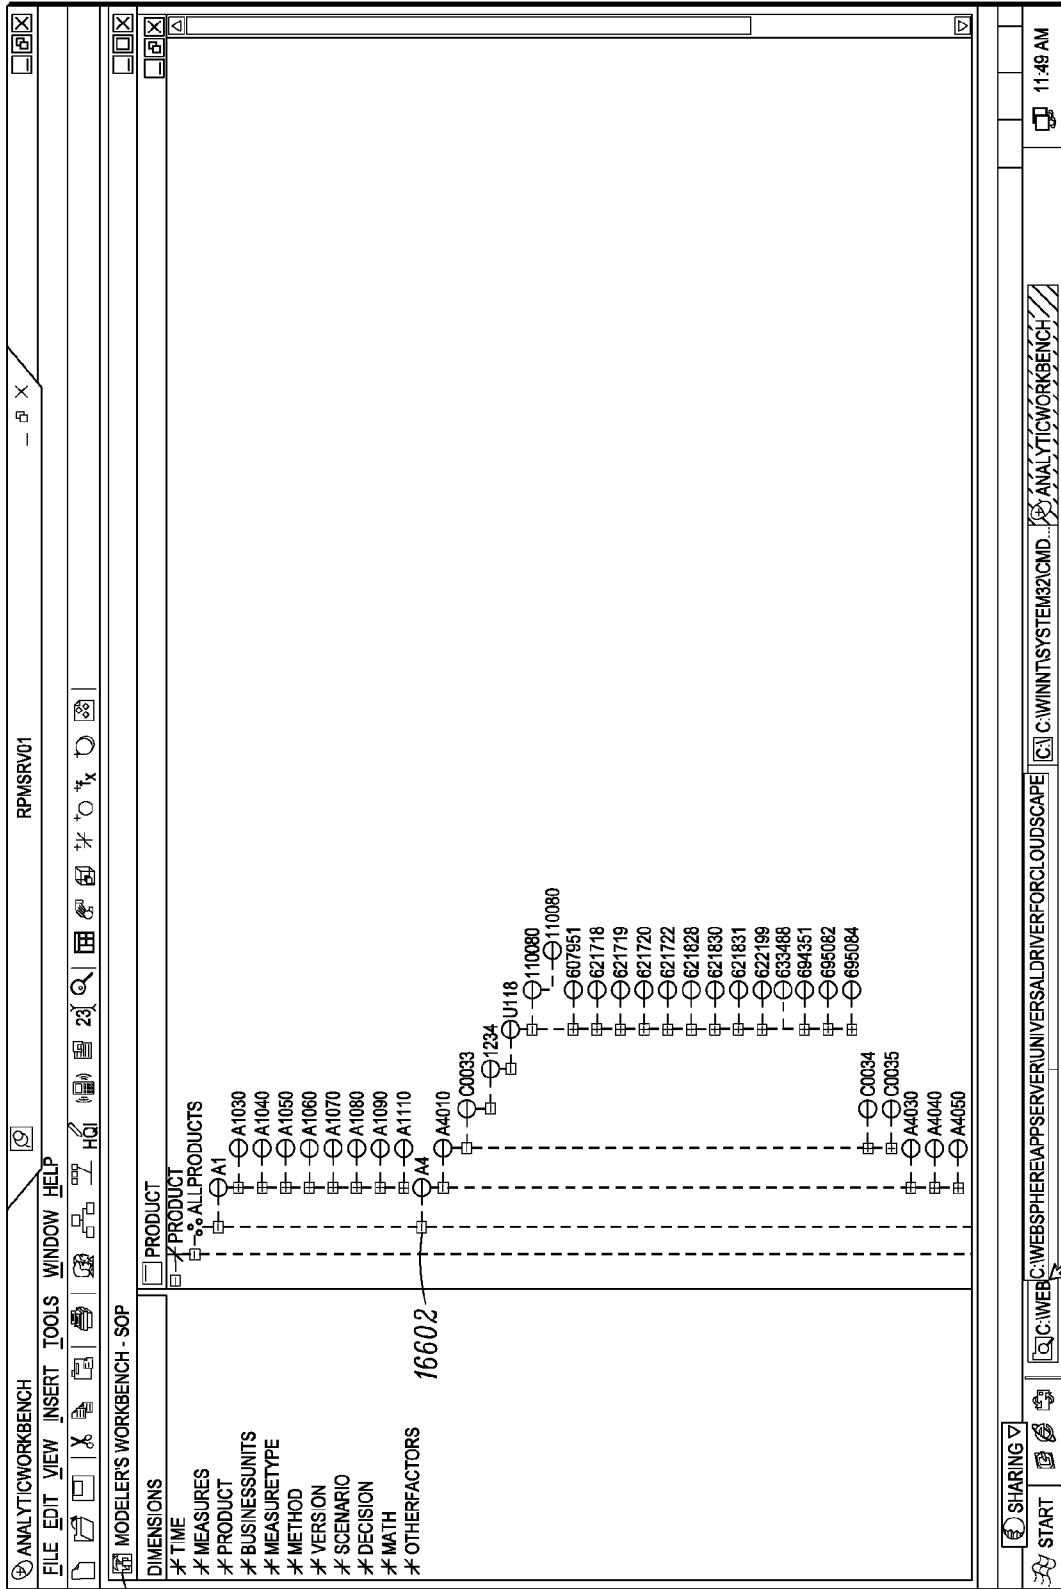 ANALYTICWORKBENCH
RPMSRV01
FILE EDIT VIEW INSERT TOOLS WINDOW HELP
HQI
23
fx
MODELER'S WORKBENCH - SOP
DIMENSIONS
TIME
MEASURES
PRODUCT
BUSINESSUNITS
MEASURETYPE
METHOD
VERSION
SCENARIO
DECISION
MATH
OTHERFACTORS
PRODUCT
PRODUCT
ALLPRODUCTS
A1
A1030
A1040
A1050
A1060
A1070
A1080
A1090
A1110
A4
A4010
C0033
1234
U118
110080
110080
607951
621718
621719
621720
621722
621828
621830
621831
622199
633488
694351
695082
695084
C0034
C0035
A4030
A4040
A4050
16602
SHARING
START
C:\WEB
C:\WEBSPHERE\APPSERVER\UNIVERSALDRIVERFORCLOUDSCAPE
C:\ C:\WINNT\SYSTEM32\CMD...
ANALYTICWORKBENCH
11:49 AM